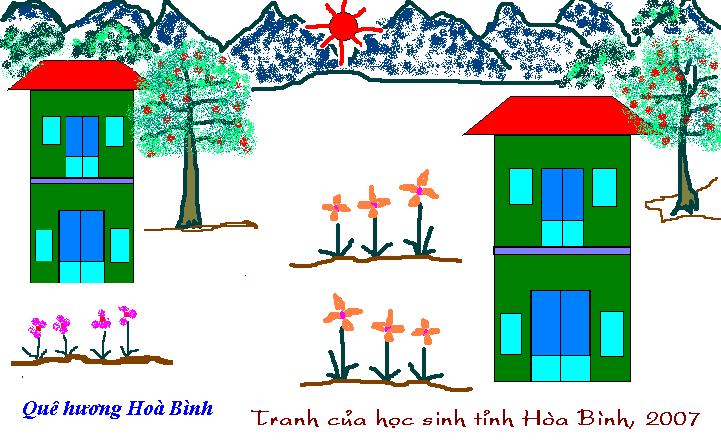 Quê hương Hoà Bình
Tranh của học sinh tỉnh Hòa Bình, 2007